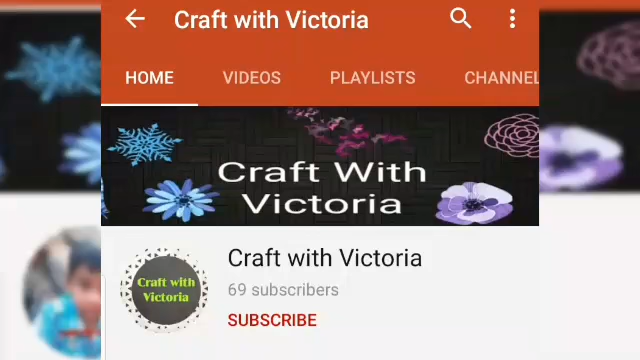 Craft with Victoria
HOME VIDEOS PLAYLISTS CHANNEL
Craft With
Victoria
Craft with Victoria
69 subscribers
SUBSCRIBE
Craft with
Victoria